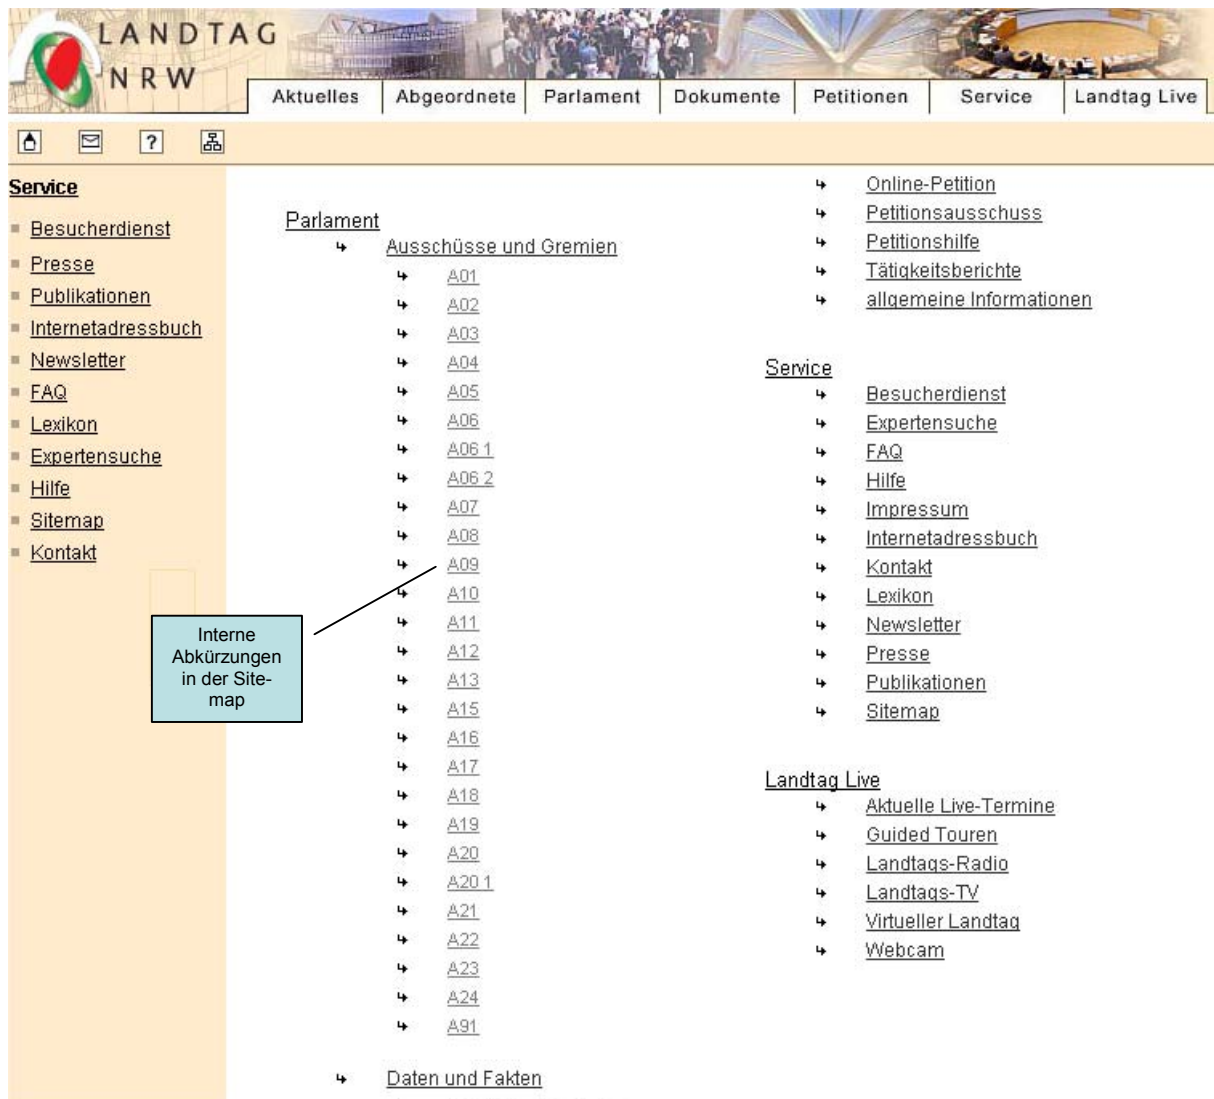 LANDTAG
NRW
Aktuelles Abgeordnete Parlament Dokumente Petitionen Service Landtag Live
?
Service
Besucherdienst
Presse
Publikationen
Internetadressbuch
Newsletter
FAQ
Lexikon
Expertensuche
Hilfe
Sitemap
Kontakt
Interne
Abkürzungen
in der Site-
map
Parlament
Ausschüsse und Gremien
A01
A02
A03
A04
A05
A06
A06 1
A06 2
A07
A08
A09
A10
A11
A12
A13
A15
A16
A17
A18
A19
A20
A20 1
A21
A22
A23
A24
A91
Daten und Fakten
Online-Petition
Petitionsausschuss
Petitionshilfe
Tätigkeitsberichte
allgemeine Informationen
Service
Besucherdienst
Expertensuche
FAQ
Hilfe
Impressum
Internetadressbuch
Kontakt
Lexikon
Newsletter
Presse
Publikationen
Sitemap
Landtag Live
Aktuelle Live-Termine
Guided Touren
Landtags-Radio
Landtags-TV
Virtueller Landtag
Webcam